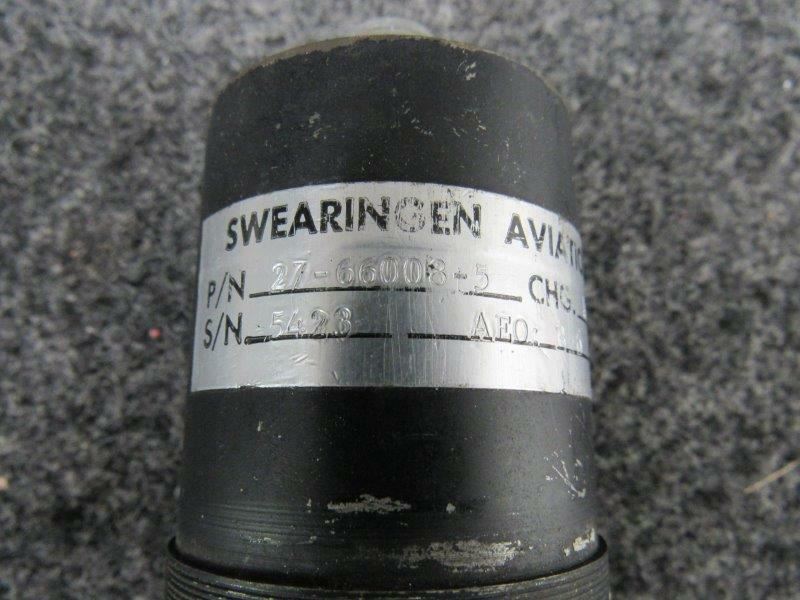 SWEARINGEN AVIATIO
P/N 27-66008-5 CHG.
S/N 5423 AEO: